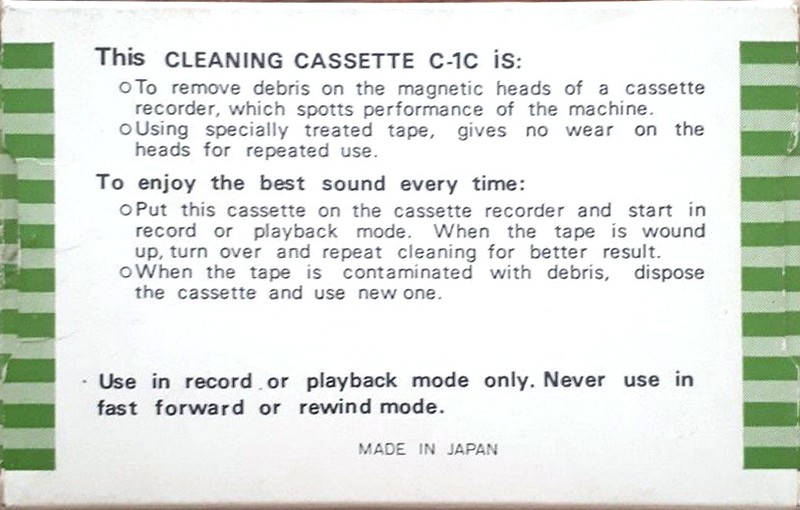 This CLEANING CASSETTE C-1C iS:
○To remove debris on the magnetic heads of a cassette
recorder, which spotts performance of the machine.
○Using specially treated tape, gives no wear on the
heads for repeated use.
To enjoy the best sound every time:
○Put this cassette on the cassette recorder and start in
record or playback mode. When the tape is wound
up, turn over and repeat cleaning for better result.
○When the tape is contaminated with debris, dispose
the cassette and use new one.
Use in record or playback mode only. Never use in
fast forward or rewind mode.
MADE IN JAPAN